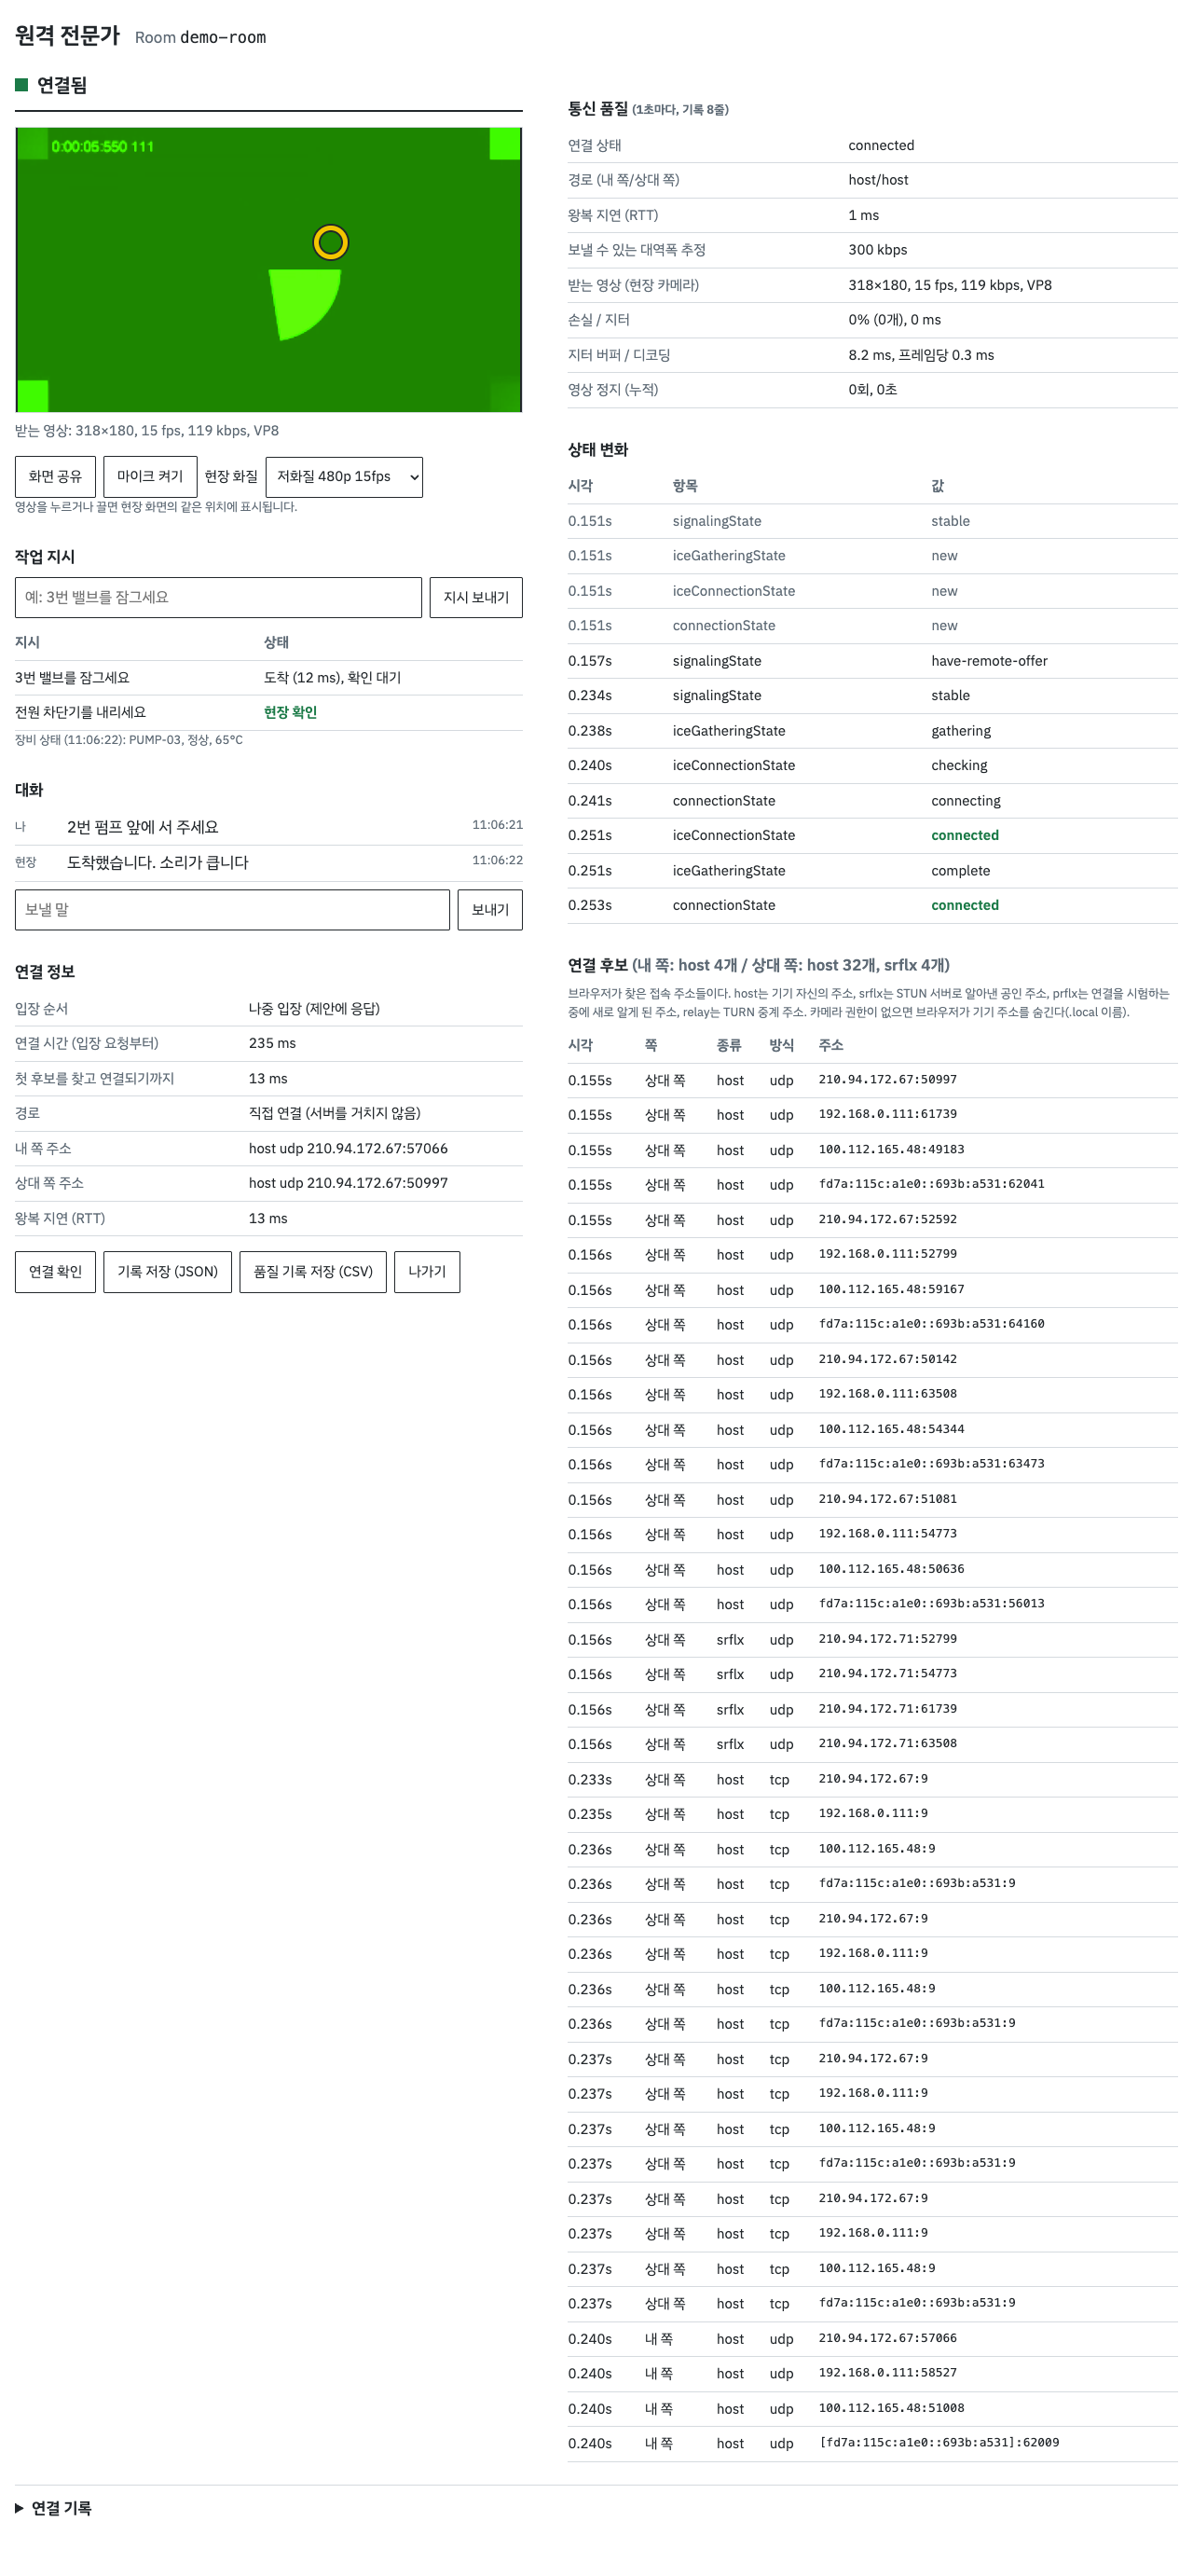 원격 전문가 Room demo-room
연결됨
0:00:05:550 111
받는 영상: 318×180, 15 fps, 119 kbps, VP8
화면 공유 마이크 켜기 현장 화질 저화질 480p 15fps
영상을 누르거나 끌면 현장 화면의 같은 위치에 표시됩니다.
작업 지시
예: 3번 밸브를 잠그세요 지시 보내기
지시 상태
3번 밸브를 잠그세요 도착 (12 ms), 확인 대기
전원 차단기를 내리세요 현장 확인
장비 상태 (11:06:22): PUMP-03, 정상, 65°C
대화
나 2번 펌프 앞에 서 주세요 11:06:21
현장 도착했습니다. 소리가 큽니다 11:06:22
보낼 말 보내기
연결 정보
입장 순서 나중 입장 (제안에 응답)
연결 시간 (입장 요청부터) 235 ms
첫 후보를 찾고 연결되기까지 13 ms
경로 직접 연결 (서버를 거치지 않음)
내 쪽 주소 host udp 210.94.172.67:57066
상대 쪽 주소 host udp 210.94.172.67:50997
왕복 지연 (RTT) 13 ms
연결 확인 기록 저장 (JSON) 품질 기록 저장 (CSV) 나가기
통신 품질 (1초마다, 기록 8줄)
연결 상태 connected
경로 (내 쪽/상대 쪽) host/host
왕복 지연 (RTT) 1 ms
보낼 수 있는 대역폭 추정 300 kbps
받는 영상 (현장 카메라) 318×180, 15 fps, 119 kbps, VP8
손실 / 지터 0% (0개), 0 ms
지터 버퍼 / 디코딩 8.2 ms, 프레임당 0.3 ms
영상 정지 (누적) 0회, 0초
상태 변화
시각 항목 값
0.151s signalingState stable
0.151s iceGatheringState new
0.151s iceConnectionState new
0.151s connectionState new
0.157s signalingState have-remote-offer
0.234s signalingState stable
0.238s iceGatheringState gathering
0.240s iceConnectionState checking
0.241s connectionState connecting
0.251s iceConnectionState connected
0.251s iceGatheringState complete
0.253s connectionState connected
연결 후보 (내 쪽: host 4개 / 상대 쪽: host 32개, srflx 4개)
브라우저가 찾은 접속 주소들이다. host는 기기 자신의 주소, srflx는 STUN 서버로 알아낸 공인 주소, prflx는 연결을 시험하는
중에 새로 알게 된 주소, relay는 TURN 중계 주소. 카메라 권한이 없으면 브라우저가 기기 주소를 숨긴다(.local 이름).
시각 쪽 종류 방식 주소
0.155s 상대 쪽 host udp 210.94.172.67:50997
0.155s 상대 쪽 host udp 192.168.0.111:61739
0.155s 상대 쪽 host udp 100.112.165.48:49183
0.155s 상대 쪽 host udp fd7a:115c:a1e0::693b:a531:62041
0.155s 상대 쪽 host udp 210.94.172.67:52592
0.156s 상대 쪽 host udp 192.168.0.111:52799
0.156s 상대 쪽 host udp 100.112.165.48:59167
0.156s 상대 쪽 host udp fd7a:115c:a1e0::693b:a531:64160
0.156s 상대 쪽 host udp 210.94.172.67:50142
0.156s 상대 쪽 host udp 192.168.0.111:63508
0.156s 상대 쪽 host udp 100.112.165.48:54344
0.156s 상대 쪽 host udp fd7a:115c:a1e0::693b:a531:63473
0.156s 상대 쪽 host udp 210.94.172.67:51081
0.156s 상대 쪽 host udp 192.168.0.111:54773
0.156s 상대 쪽 host udp 100.112.165.48:50636
0.156s 상대 쪽 host udp fd7a:115c:a1e0::693b:a531:56013
0.156s 상대 쪽 srflx udp 210.94.172.71:52799
0.156s 상대 쪽 srflx udp 210.94.172.71:54773
0.156s 상대 쪽 srflx udp 210.94.172.71:61739
0.156s 상대 쪽 srflx udp 210.94.172.71:63508
0.233s 상대 쪽 host tcp 210.94.172.67:9
0.235s 상대 쪽 host tcp 192.168.0.111:9
0.236s 상대 쪽 host tcp 100.112.165.48:9
0.236s 상대 쪽 host tcp fd7a:115c:a1e0::693b:a531:9
0.236s 상대 쪽 host tcp 210.94.172.67:9
0.236s 상대 쪽 host tcp 192.168.0.111:9
0.236s 상대 쪽 host tcp 100.112.165.48:9
0.236s 상대 쪽 host tcp fd7a:115c:a1e0::693b:a531:9
0.237s 상대 쪽 host tcp 210.94.172.67:9
0.237s 상대 쪽 host tcp 192.168.0.111:9
0.237s 상대 쪽 host tcp 100.112.165.48:9
0.237s 상대 쪽 host tcp fd7a:115c:a1e0::693b:a531:9
0.237s 상대 쪽 host tcp 210.94.172.67:9
0.237s 상대 쪽 host tcp 192.168.0.111:9
0.237s 상대 쪽 host tcp 100.112.165.48:9
0.237s 상대 쪽 host tcp fd7a:115c:a1e0::693b:a531:9
0.240s 내 쪽 host udp 210.94.172.67:57066
0.240s 내 쪽 host udp 192.168.0.111:58527
0.240s 내 쪽 host udp 100.112.165.48:51008
0.240s 내 쪽 host udp [fd7a:115c:a1e0::693b:a531]:62009
연결 기록